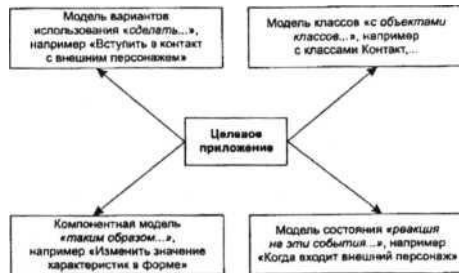 Модель вариантов
использования «сделать...»,
например «Вступить в контакт
с внешним персонажем»
Модель классов «с объектами
классов...», например
с классами Контакт,...
Целевое
приложение
Компонентная модель
«таким образом...»,
например «Изменить значение
характеристик в форме»
Модель состояния «реакция
не эти события...», например
«Когда входит внешний персонаж»